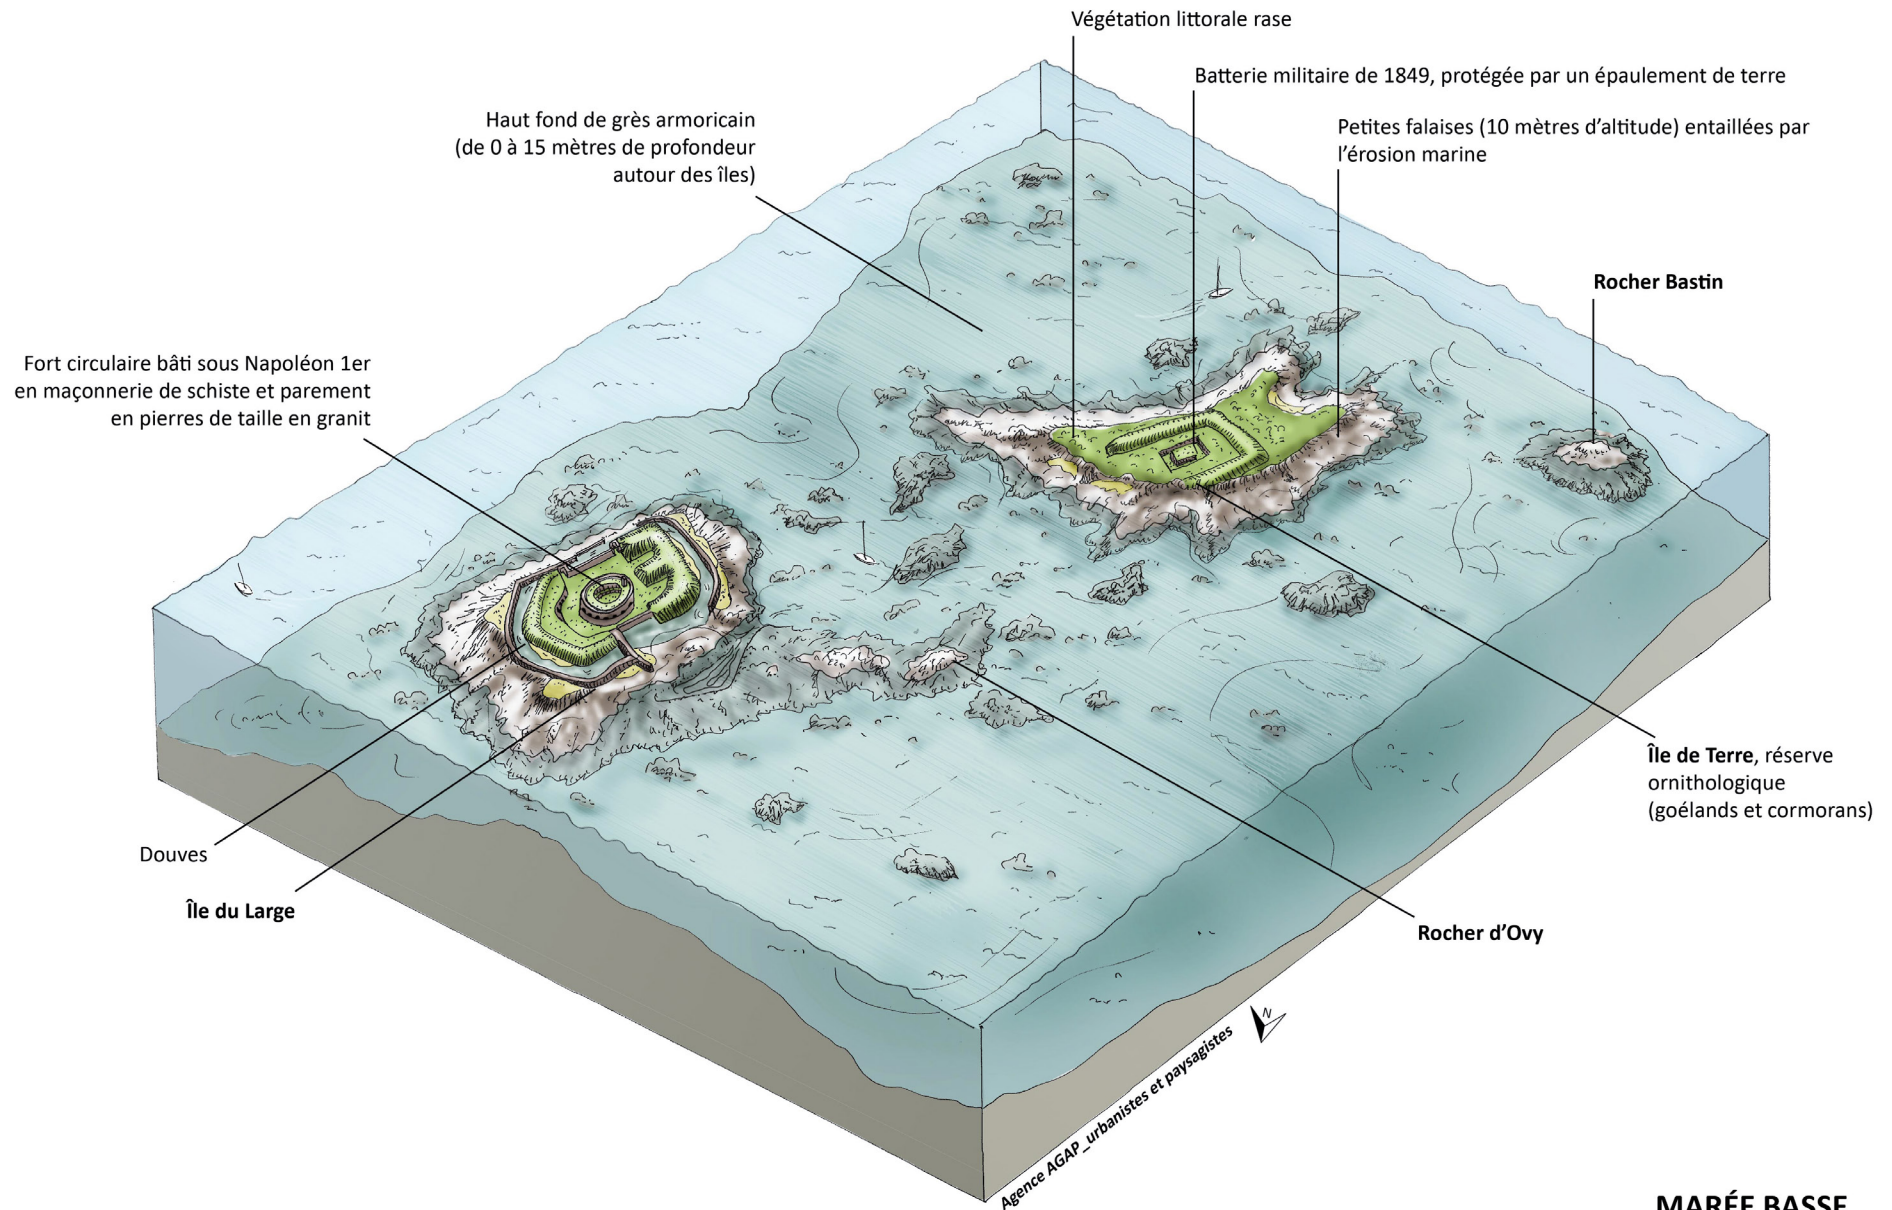 Végétation littorale rase
Batterie militaire de 1849, protégée par un épaulement de terre
Haut fond de grès armoricain
(de 0 à 15 mètres de profondeur
autour des îles)
Petites falaises (10 mètres d’altitude) entaillées par
l’érosion marine
Rocher Bastin
Fort circulaire bâti sous Napoléon 1er
en maçonnerie de schiste et parement
en pierres de taille en granit
Île de Terre, réserve
ornithologique
(goélands et cormorans)
Douves
Île du Large
Rocher d’Ovy
N
Agence AGAP_urbanistes et paysagistes
MARÉE BASSE